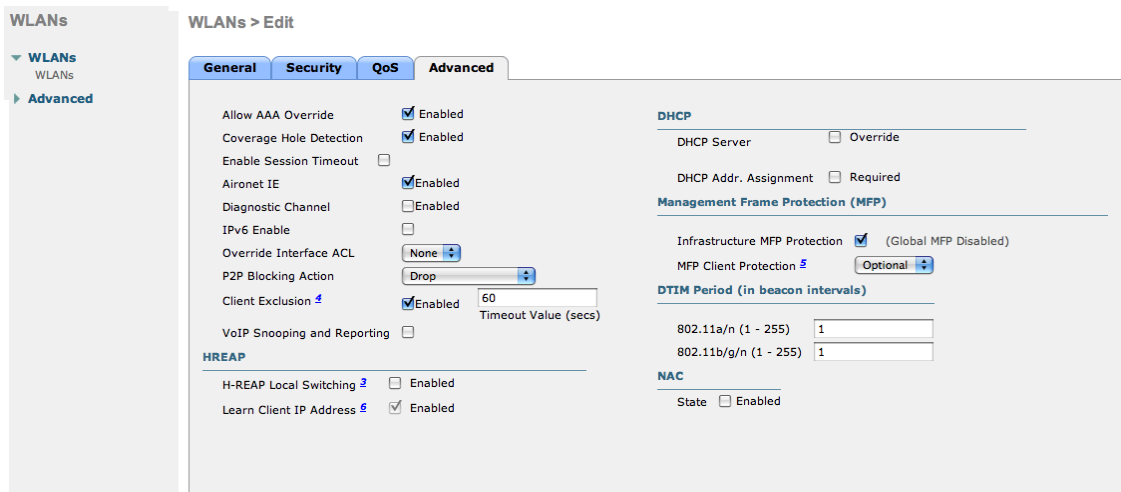 WLANs
WLANs
WLANs
Advanced
WLANs > Edit
General Security QoS Advanced
Allow AAA Override Enabled
Coverage Hole Detection Enabled
Enable Session Timeout
Aironet IE Enabled
Diagnostic Channel Enabled
IPv6 Enable
Override Interface ACL None
P2P Blocking Action Drop
Client Exclusion 4 Enabled 60
Timeout Value (secs)
VoIP Snooping and Reporting
HREAP
H-REAP Local Switching 3 Enabled
Learn Client IP Address 6 Enabled
DHCP
DHCP Server Override
DHCP Addr. Assignment Required
Management Frame Protection (MFP)
Infrastructure MFP Protection (Global MFP Disabled)
MFP Client Protection 5 Optional
DTIM Period (in beacon intervals)
802.11a/n (1 - 255) 1
802.11b/g/n (1 - 255) 1
NAC
State Enabled